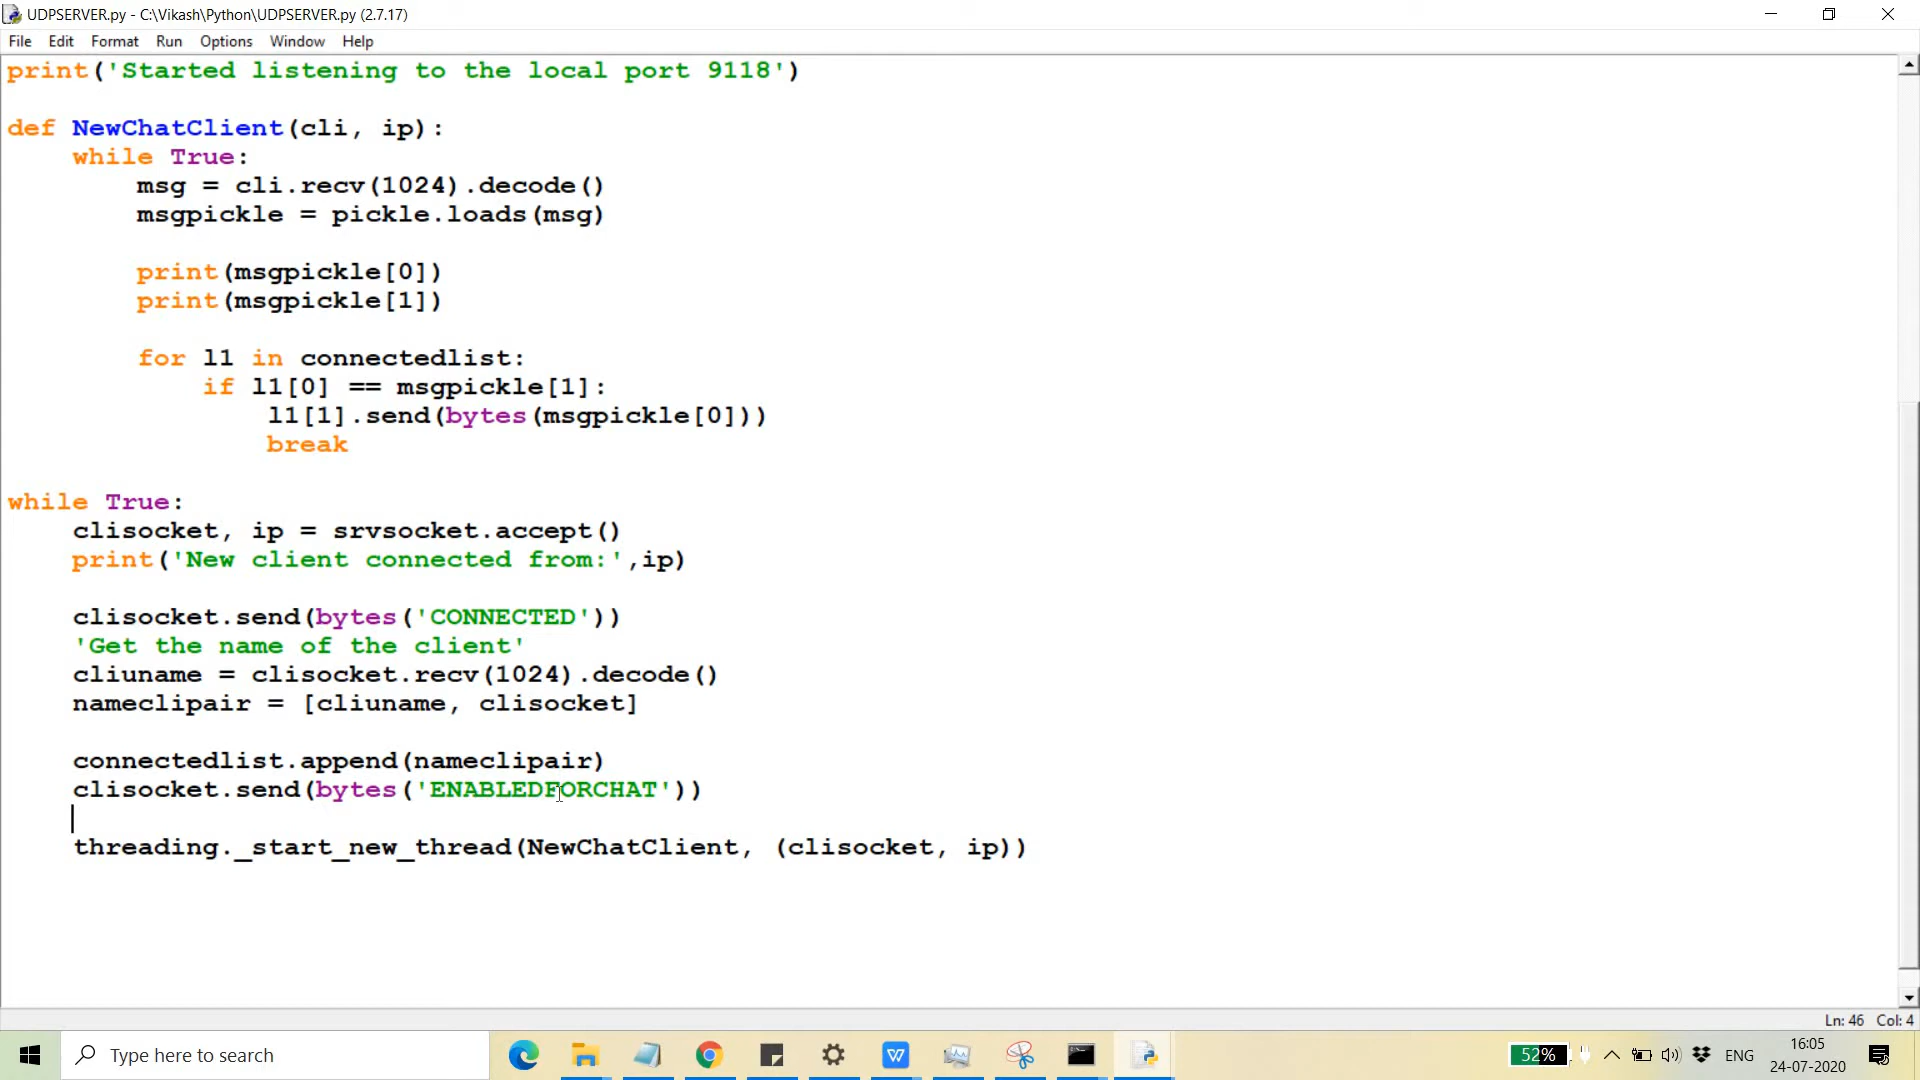 UDPSERVER.py - C:\Vikash\Python\UDPSERVER.py (2.7.17)
File Edit Format Run Options Window Help
print('Started listening to the local port 9118')
def NewChatClient(cli, ip):
    while True:
        msg = cli.recv(1024).decode()
        msgpickle = pickle.loads(msg)
        print(msgpickle[0])
        print(msgpickle[1])
        for l1 in connectedlist:
            if l1[0] == msgpickle[1]:
                l1[1].send(bytes(msgpickle[0]))
                break
while True:
    clisocket, ip = srvsocket.accept()
    print('New client connected from:',ip)
    clisocket.send(bytes('CONNECTED'))
    'Get the name of the client'
    cliuname = clisocket.recv(1024).decode()
    nameclipair = [cliuname, clisocket]
    connectedlist.append(nameclipair)
    clisocket.send(bytes('ENABLEDFORCHAT'))
    threading._start_new_thread(NewChatClient, (clisocket, ip))
Ln: 46 Col: 4
Type here to search
W
52%
ENG
16:05
24-07-2020